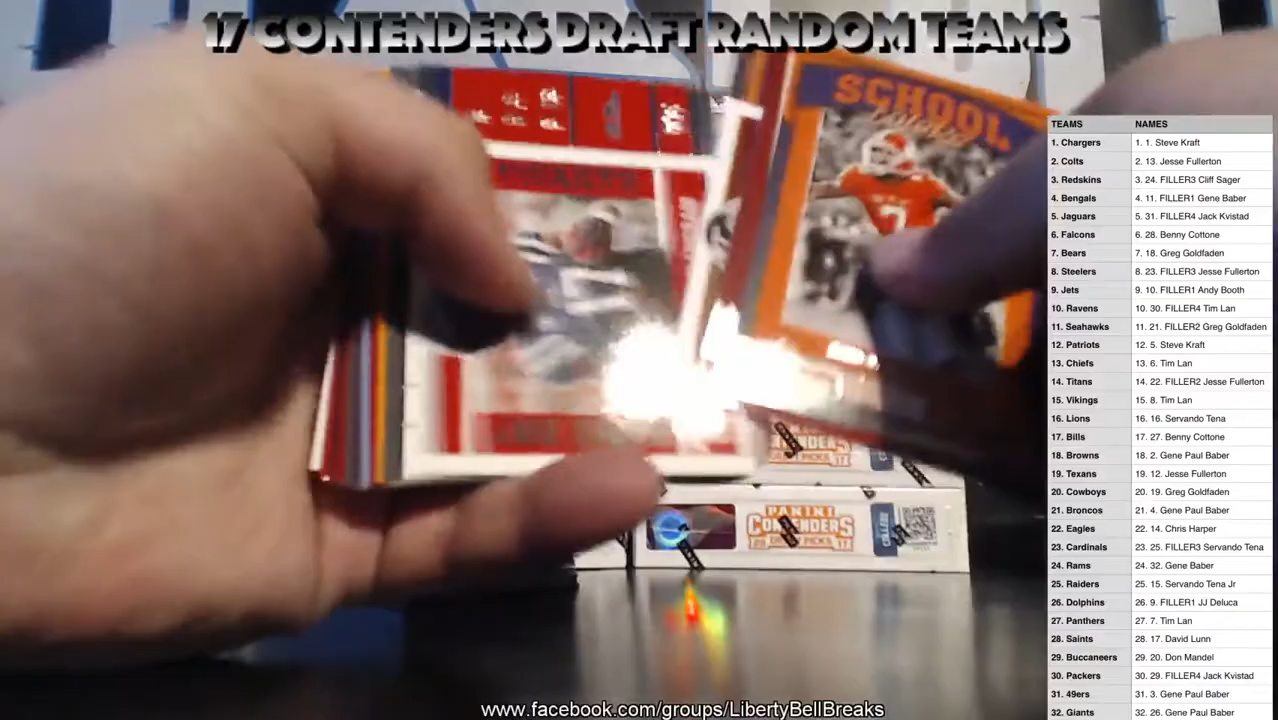 17 CONTENDERS DRAFT RANDOM TEAMS
SCHOOL
TEAMS NAMES
1. Chargers 1. 1. Steve Kraft
2. Colts 2. 13. Jesse Fullerton
3. Redskins 3. 24. FILLER3 Cliff Sager
4. Bengals 4. 11. FILLER1 Gene Baber
5. Jaguars 5. 31. FILLER4 Jack Kvistad
6. Falcons 6. 28. Benny Cottone
7. Bears 7. 18. Greg Goldfaden
8. Steelers 8. 23. FILLER3 Jesse Fullerton
9. Jets 9. 10. FILLER1 Andy Booth
10. Ravens 10. 30. FILLER4 Tim Lan
11. Seahawks 11. 21. FILLER2 Greg Goldfaden
12. Patriots 12. 5. Steve Kraft
13. Chiefs 13. 6. Tim Lan
14. Titans 14. 22. FILLER2 Jesse Fullerton
15. Vikings 15. 8. Tim Lan
16. Lions 16. 16. Servando Tena
17. Bills 17. 27. Benny Cottone
18. Browns 18. 2. Gene Paul Baber
19. Texans 19. 12. Jesse Fullerton
20. Cowboys 20. 19. Greg Goldfaden
21. Broncos 21. 4. Gene Paul Baber
22. Eagles 22. 14. Chris Harper
23. Cardinals 23. 25. FILLER3 Servando Tena
24. Rams 24. 32. Gene Baber
25. Raiders 25. 15. Servando Tena Jr
26. Dolphins 26. 9. FILLER1 JJ Deluca
27. Panthers 27. 7. Tim Lan
28. Saints 28. 17. David Lunn
29. Buccaneers 29. 20. Don Mandel
30. Packers 30. 29. FILLER4 Jack Kvistad
31. 49ers 31. 3. Gene Paul Baber
32. Giants 32. 26. Gene Paul Baber
PANINI
CONTENDERS
20 DRAFT PICKS 17
www.facebook.com/groups/LibertyBellBreaks